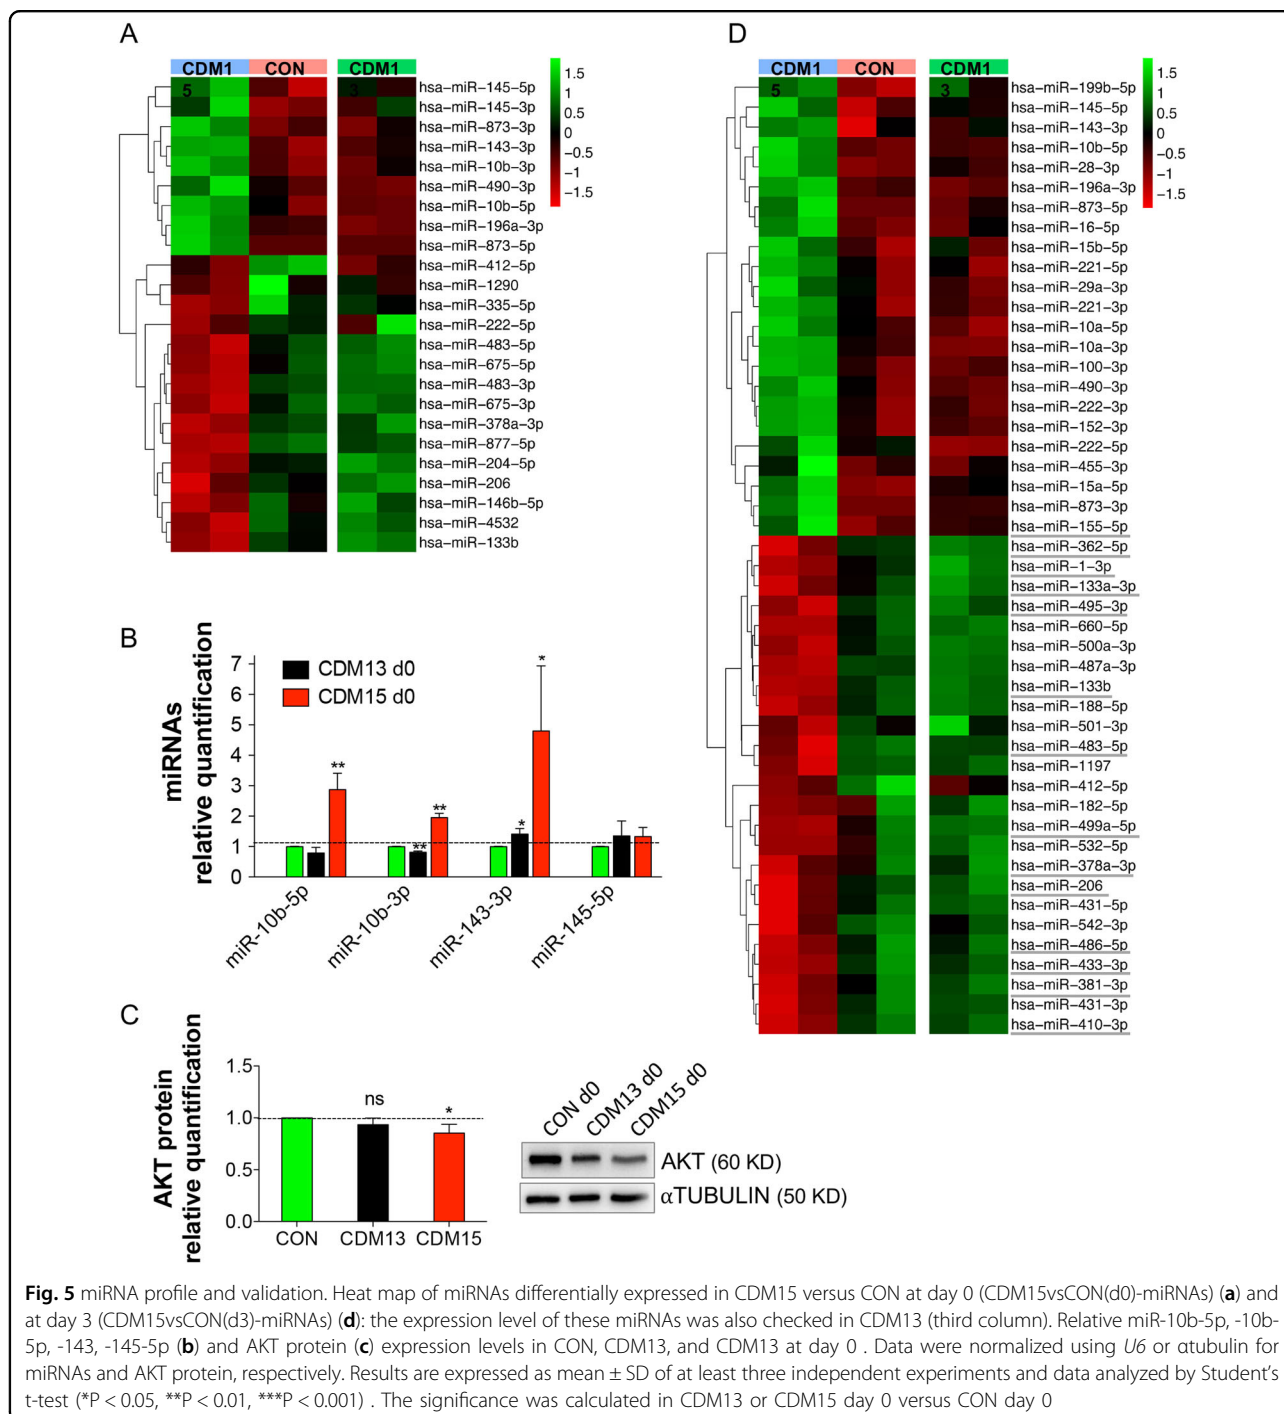 A
CDM1 CON CDM1
5 3
1.5
1
0.5
0
−0.5
−1
−1.5
hsa−miR−145−5p
hsa−miR−145−3p
hsa−miR−873−3p
hsa−miR−143−3p
hsa−miR−10b−3p
hsa−miR−490−3p
hsa−miR−10b−5p
hsa−miR−196a−3p
hsa−miR−873−5p
hsa−miR−412−5p
hsa−miR−1290
hsa−miR−335−5p
hsa−miR−222−5p
hsa−miR−483−5p
hsa−miR−675−5p
hsa−miR−483−3p
hsa−miR−675−3p
hsa−miR−378a−3p
hsa−miR−877−5p
hsa−miR−204−5p
hsa−miR−206
hsa−miR−146b−5p
hsa−miR−4532
hsa−miR−133b
B
miRNAs
relative quantification
7
6
5
4
3
2
1
0
CDM13 d0
CDM15 d0
**
**
**
*
*
miR-10b-5p
miR-10b-3p
miR-143-3p
miR-145-5p
C
AKT protein
relative quantification
1.5
1.0
0.5
0.0
ns
*
CON CDM13 CDM15
CON d0
CDM13 d0
CDM15 d0
AKT (60 KD)
αTUBULIN (50 KD)
D
CDM1 CON CDM1
5 3
1.5
1
0.5
0
−0.5
−1
−1.5
hsa−miR−199b−5p
hsa−miR−145−5p
hsa−miR−143−3p
hsa−miR−10b−5p
hsa−miR−28−3p
hsa−miR−196a−3p
hsa−miR−873−5p
hsa−miR−16−5p
hsa−miR−15b−5p
hsa−miR−221−5p
hsa−miR−29a−3p
hsa−miR−221−3p
hsa−miR−10a−5p
hsa−miR−10a−3p
hsa−miR−100−3p
hsa−miR−490−3p
hsa−miR−222−3p
hsa−miR−152−3p
hsa−miR−222−5p
hsa−miR−455−3p
hsa−miR−15a−5p
hsa−miR−873−3p
hsa−miR−155−5p
hsa−miR−362−5p
hsa−miR−1−3p
hsa−miR−133a−3p
hsa−miR−495−3p
hsa−miR−660−5p
hsa−miR−500a−3p
hsa−miR−487a−3p
hsa−miR−133b
hsa−miR−188−5p
hsa−miR−501−3p
hsa−miR−483−5p
hsa−miR−1197
hsa−miR−412−5p
hsa−miR−182−5p
hsa−miR−499a−5p
hsa−miR−532−5p
hsa−miR−378a−3p
hsa−miR−206
hsa−miR−431−5p
hsa−miR−542−3p
hsa−miR−486−5p
hsa−miR−433−3p
hsa−miR−381−3p
hsa−miR−431−3p
hsa−miR−410−3p
Fig. 5 miRNA profile and validation. Heat map of miRNAs differentially expressed in CDM15 versus CON at day 0 (CDM15vsCON(d0)-miRNAs) (a) and
at day 3 (CDM15vsCON(d3)-miRNAs) (d): the expression level of these miRNAs was also checked in CDM13 (third column). Relative miR-10b-5p, -10b-
5p, -143, -145-5p (b) and AKT protein (c) expression levels in CON, CDM13, and CDM13 at day 0 . Data were normalized using U6 or αtubulin for
miRNAs and AKT protein, respectively. Results are expressed as mean ± SD of at least three independent experiments and data analyzed by Student's
t-test (*P < 0.05, **P < 0.01, ***P < 0.001) . The significance was calculated in CDM13 or CDM15 day 0 versus CON day 0